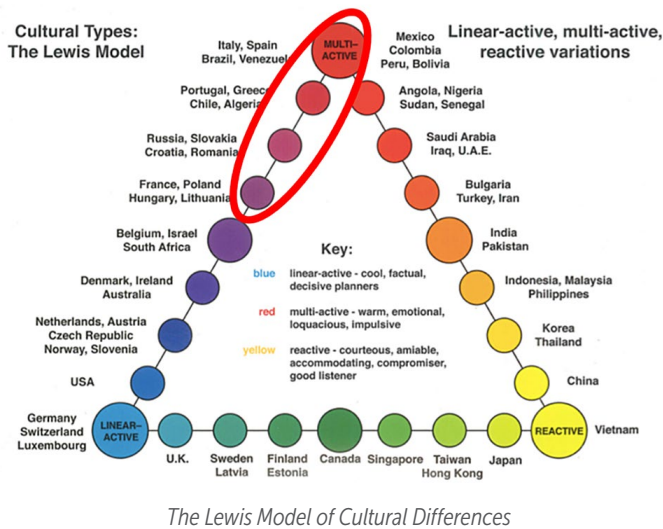 Cultural Types:
The Lewis Model
Linear-active, multi-active,
reactive variations
MULTI-
ACTIVE
Italy, Spain
Brazil, Venezuel
Mexico
Colombia
Peru, Bolivia
Portugal, Greec
Chile, Algeria
Angola, Nigeria
Sudan, Senegal
Russia, Slovakia
Croatia, Romania
Saudi Arabia
Iraq, U.A.E.
France, Poland
Hungary, Lithuania
Bulgaria
Turkey, Iran
Belgium, Israel
South Africa
India
Pakistan
Key:
blue linear-active - cool, factual,
decisive planners
red multi-active - warm, emotional,
loquacious, impulsive
yellow reactive - courteous, amiable,
accommodating, compromiser,
good listener
Denmark, Ireland
Australia
Indonesia, Malaysia
Philippines
Netherlands, Austria
Czech Republic
Norway, Slovenia
Korea
Thailand
USA
China
Germany
Switzerland
Luxembourg
LINEAR-
ACTIVE
REACTIVE
Vietnam
U.K.
Sweden
Latvia
Finland
Estonia
Canada
Singapore
Taiwan
Hong Kong
Japan
The Lewis Model of Cultural Differences